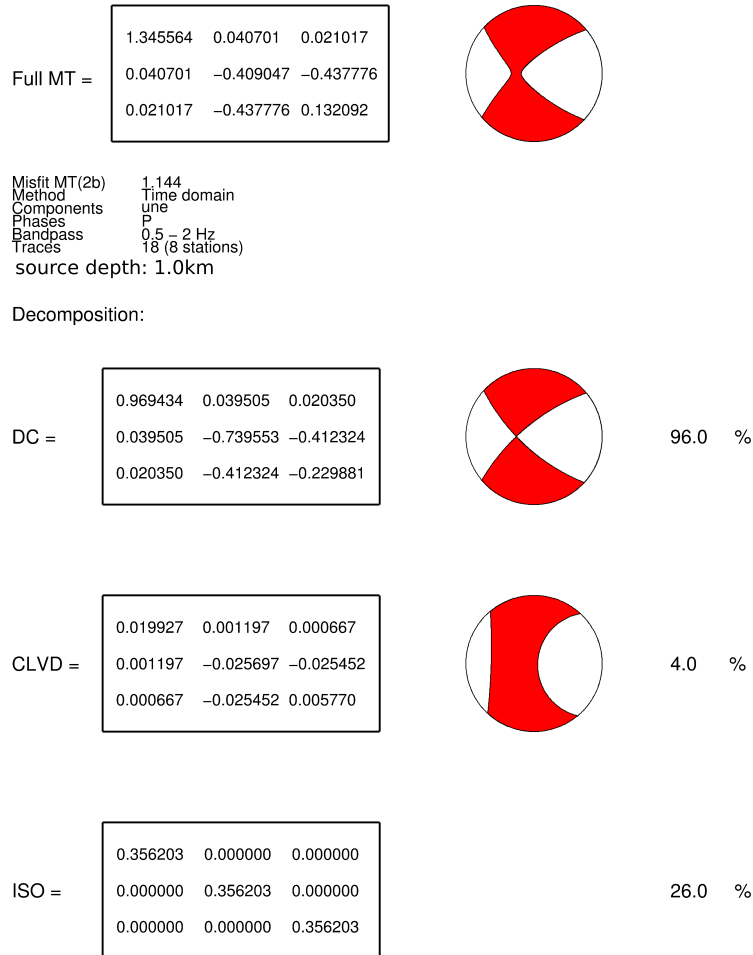 1.345564 0.040701 0.021017
Full MT = 0.040701 −0.409047 −0.437776
0.021017 −0.437776 0.132092
Misfit MT(2b) 1.144
Method Time domain
Components une
Phases P
Bandpass 0.5 − 2 Hz
Traces 18 (8 stations)
source depth: 1.0km
Decomposition:
0.969434 0.039505 0.020350
DC = 0.039505 −0.739553 −0.412324 96.0 %
0.020350 −0.412324 −0.229881
0.019927 0.001197 0.000667
CLVD = 0.001197 −0.025697 −0.025452 4.0 %
0.000667 −0.025452 0.005770
0.356203 0.000000 0.000000
ISO = 0.000000 0.356203 0.000000 26.0 %
0.000000 0.000000 0.356203